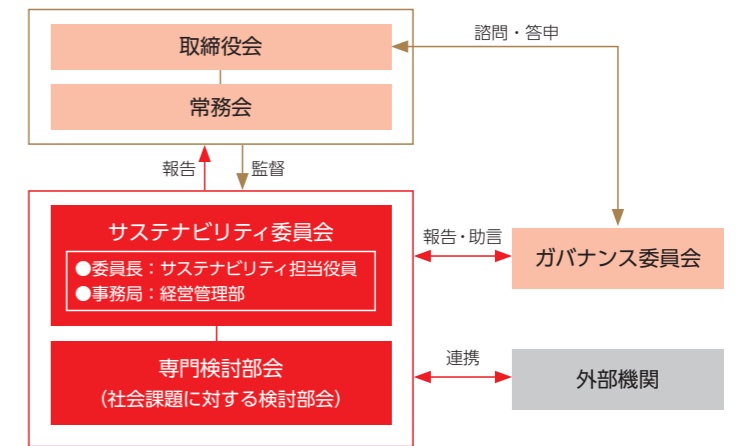 取締役会
諮問・答申
常務会
報告
監督
サステナビリティ委員会
●委員長：サステナビリティ担当役員
●事務局：経営管理部
報告・助言
ガバナンス委員会
専門検討部会
（社会課題に対する検討部会）
連携
外部機関